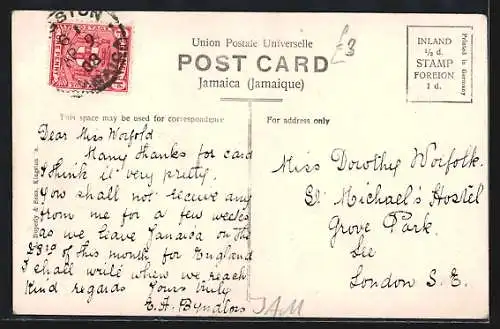 Union Postale Universelle
POST CARD
Jamaica (Jamaique)
£3
INLAND
½ d.
STAMP
FOREIGN
1 d.
Printed in Germany
This space may be used for correspondence
For address only
Dear Miss Worfold
Many thanks for card
I think it very pretty.
You shall not receive any
from me for a few weeks
as we leave Jamaica on the
23rd of this month for England
I shall write when we reach
Kind regards Yours truly
E. A. Byndloss
Miss Dorothy Worfolk.
St Michael's Hostel
Grove Park.
Lee
London S.E.
JAM